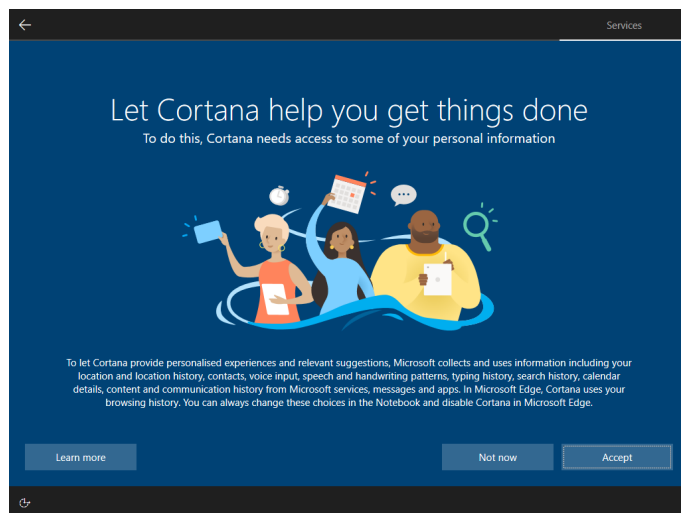 Services
Let Cortana help you get things done
To do this, Cortana needs access to some of your personal information
To let Cortana provide personalised experiences and relevant suggestions, Microsoft collects and uses information including your
location and location history, contacts, voice input, speech and handwriting patterns, typing history, search history, calendar
details, content and communication history from Microsoft services, messages and apps. In Microsoft Edge, Cortana uses your
browsing history. You can always change these choices in the Notebook and disable Cortana in Microsoft Edge.
Learn more
Not now
Accept